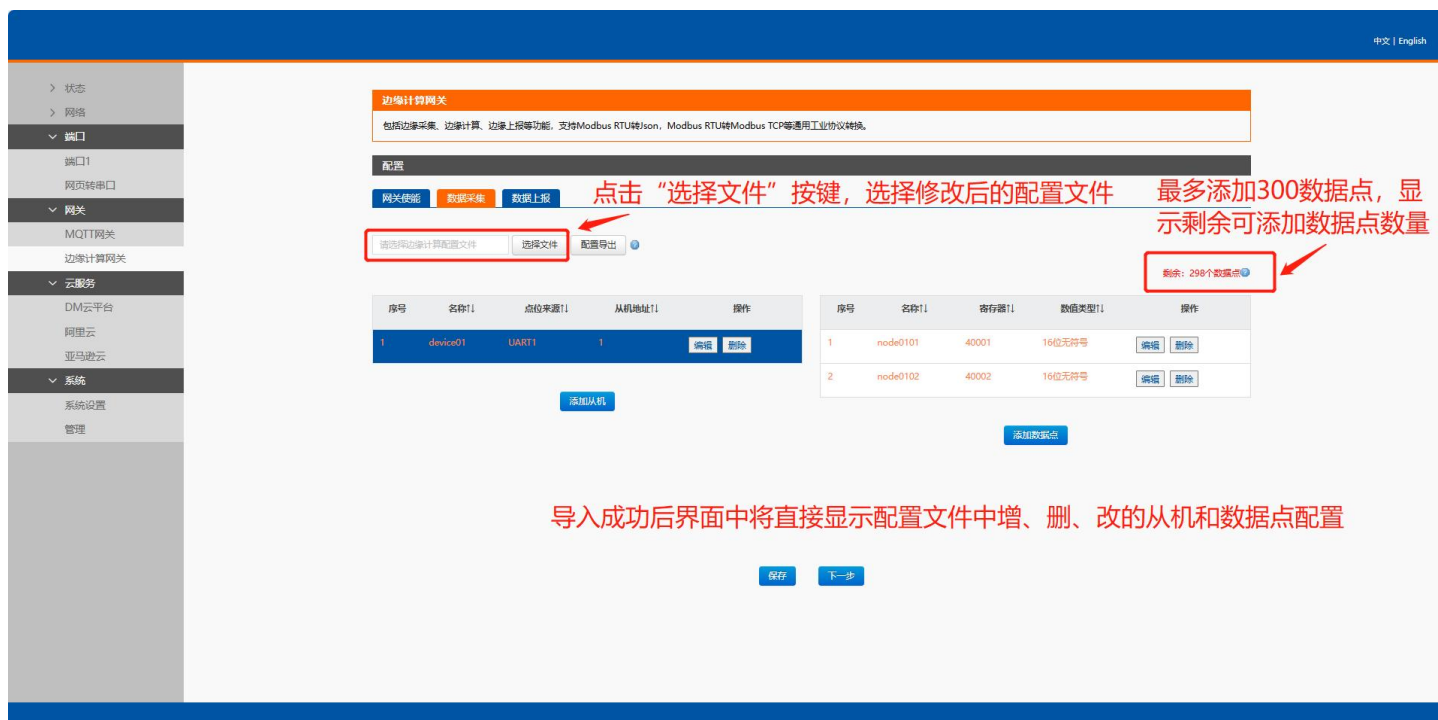 中文 | English
状态
网络
端口
端口1
网页转串口
网关
MQTT网关
边缘计算网关
云服务
DM云平台
阿里云
亚马逊云
系统
系统设置
管理
边缘计算网关
包括边缘采集、边缘计算、边缘上报等功能，支持Modbus RTU转Json，Modbus RTU转Modbus TCP等通用工业协议转换。
配置
网关使能 数据采集 数据上报
点击“选择文件”按键，选择修改后的配置文件
最多添加300数据点，显
示剩余可添加数据点数量
请选择边缘计算配置文件 选择文件 配置导出
剩余：298个数据点
序号 名称↑↓ 点位来源↑↓ 从机地址↑↓ 操作
1 device01 UART1 1 编辑 删除
添加从机
序号 名称↑↓ 寄存器↑↓ 数值类型↑↓ 操作
1 node0101 40001 16位无符号 编辑 删除
2 node0102 40002 16位无符号 编辑 删除
添加数据点
导入成功后界面中将直接显示配置文件中增、删、改的从机和数据点配置
保存 下一步